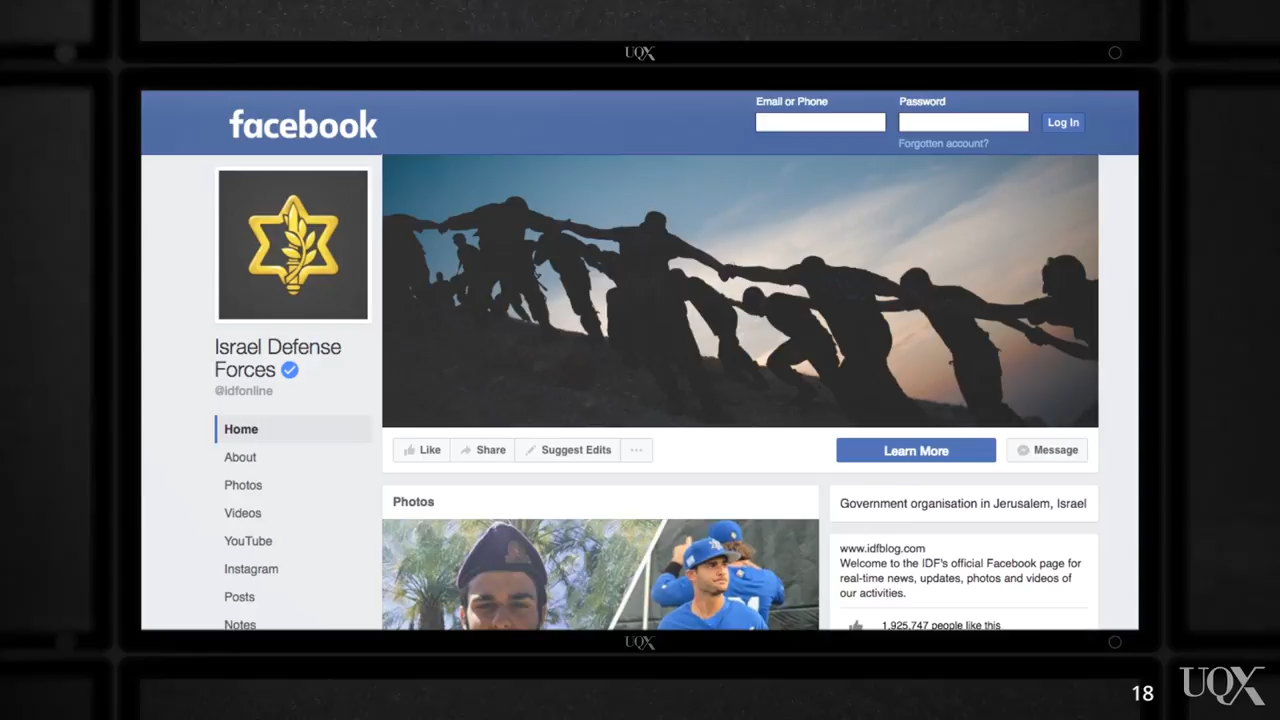 UQX
facebook
Email or Phone
Password
Log In
Forgotten account?
Israel Defense
Forces
@idfonline
Home
About
Photos
Videos
YouTube
Instagram
Posts
Notes
Like
Share
Suggest Edits
Learn More
Message
Photos
Government organisation in Jerusalem, Israel
www.idfblog.com
Welcome to the IDF's official Facebook page for
real-time news, updates, photos and videos of
our activities.
1,925,747 people like this
UQX
18
UQX